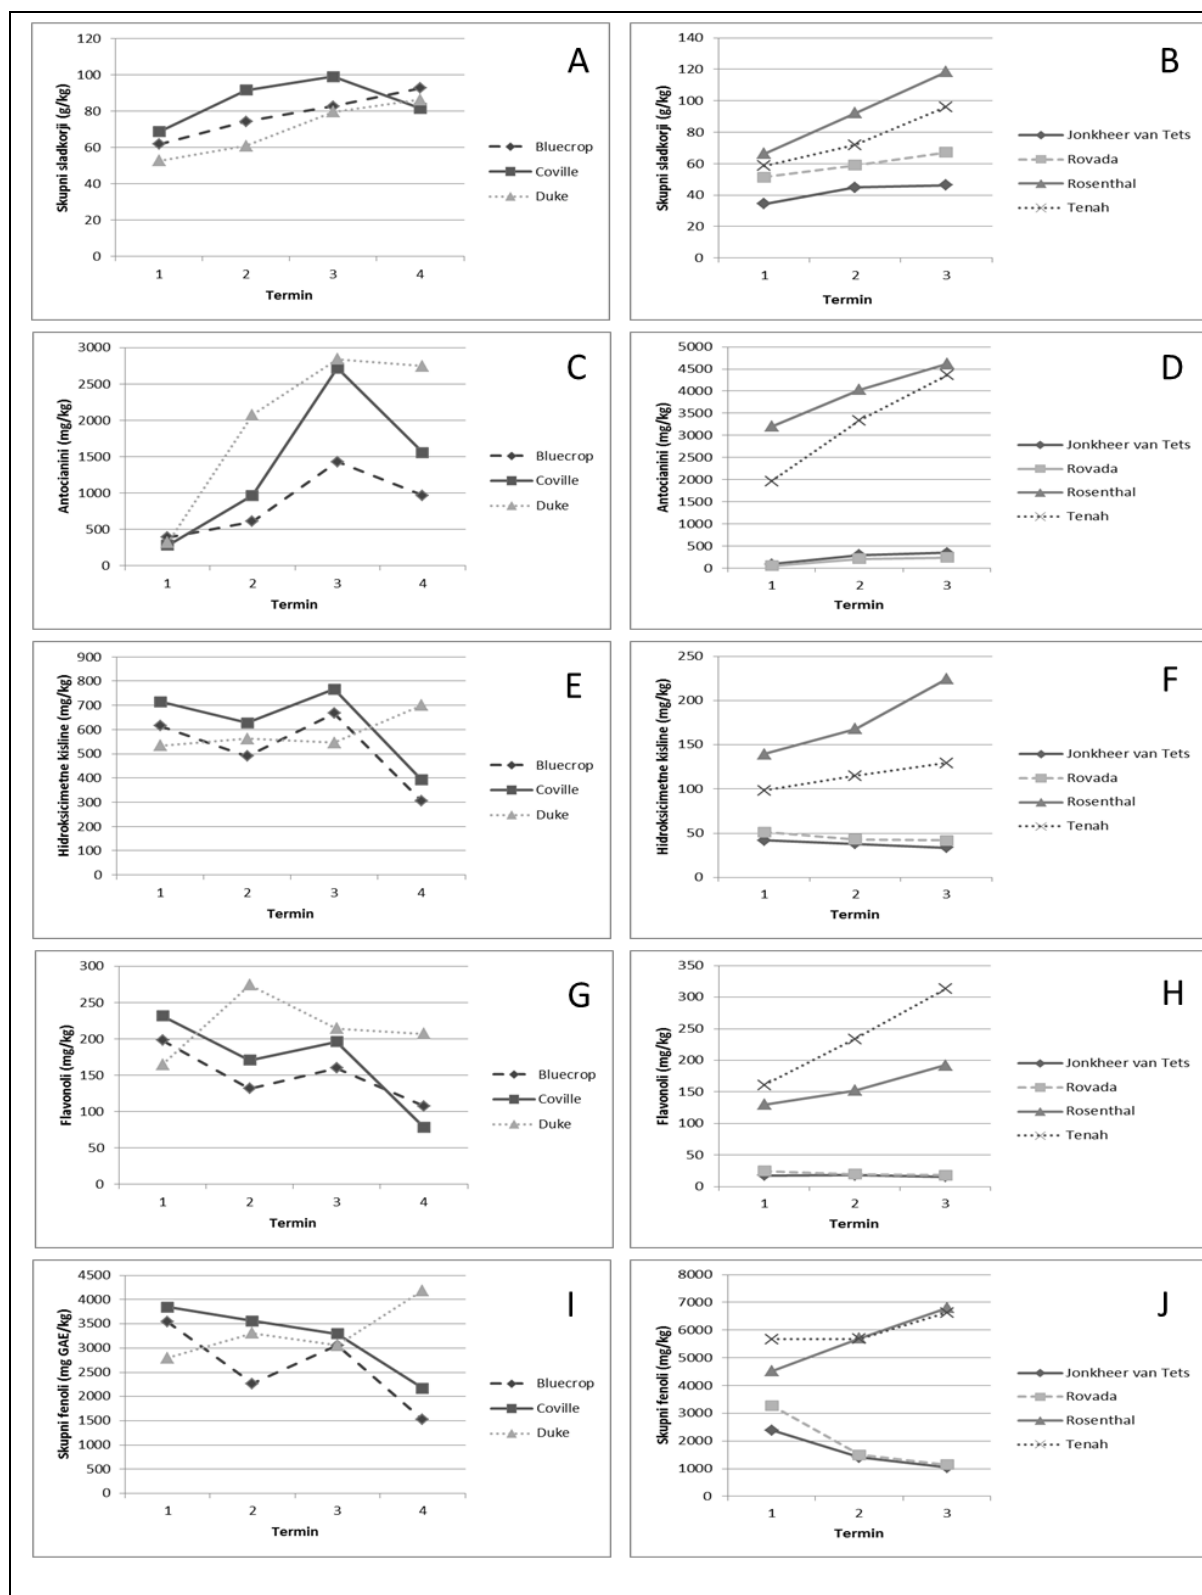 A
Skupni sladkorji (g/kg)
120
100
80
60
40
20
0
1 2 3 4
Termin
Bluecrop
Coville
Duke
B
Skupni sladkorji (g/kg)
140
120
100
80
60
40
20
0
1 2 3
Termin
Jonkheer van Tets
Rovada
Rosenthal
Tenah
C
Antocianini (mg/kg)
3000
2500
2000
1500
1000
500
0
1 2 3 4
Termin
Bluecrop
Coville
Duke
D
Antocianini (mg/kg)
5000
4500
4000
3500
3000
2500
2000
1500
1000
500
0
1 2 3
Termin
Jonkheer van Tets
Rovada
Rosenthal
Tenah
E
Hidroksicimetne kisline (mg/kg)
900
800
700
600
500
400
300
200
100
0
1 2 3 4
Termin
Bluecrop
Coville
Duke
F
Hidroksicimetne kisline (mg/kg)
250
200
150
100
50
0
1 2 3
Termin
Jonkheer van Tets
Rovada
Rosenthal
Tenah
G
Flavonoli (mg/kg)
300
250
200
150
100
50
0
1 2 3 4
Termin
Bluecrop
Coville
Duke
H
Flavonoli (mg/kg)
350
300
250
200
150
100
50
0
1 2 3
Termin
Jonkheer van Tets
Rovada
Rosenthal
Tenah
I
Skupni fenoli (mg GAE/kg)
4500
4000
3500
3000
2500
2000
1500
1000
500
0
1 2 3 4
Termin
Bluecrop
Coville
Duke
J
Skupni fenoli (mg/kg)
8000
7000
6000
5000
4000
3000
2000
1000
0
1 2 3
Termin
Jonkheer van Tets
Rovada
Rosenthal
Tenah